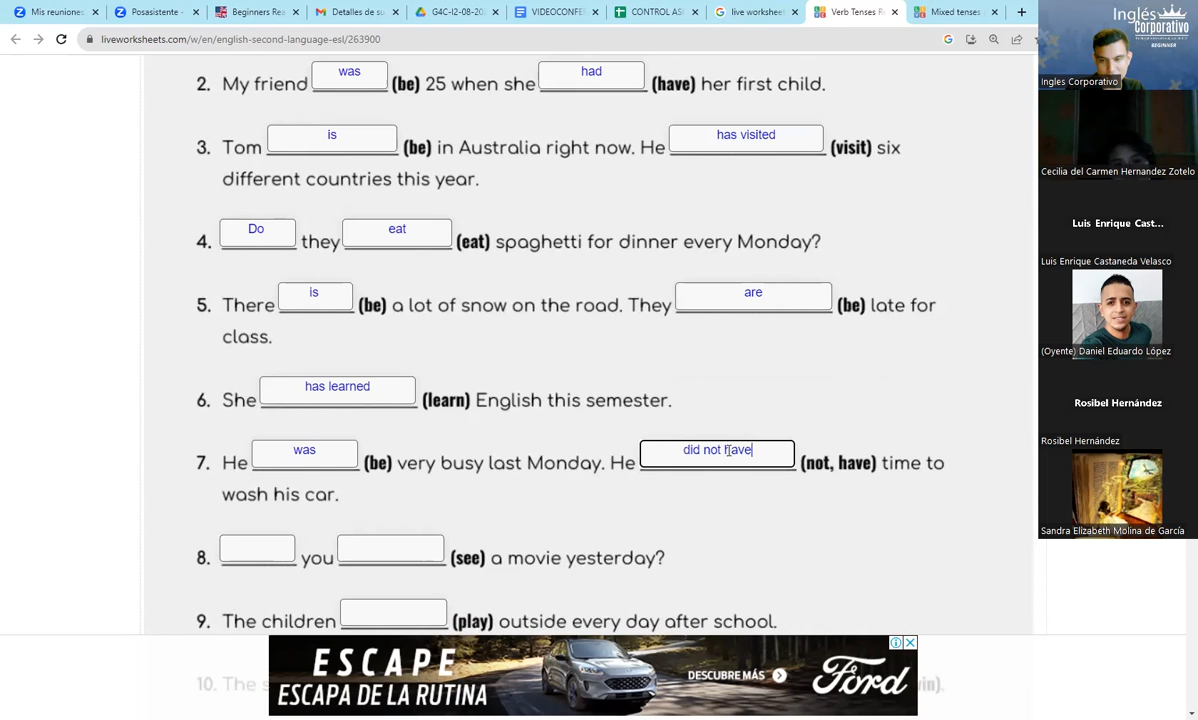 Mis reuniones
Posasistente -
Beginners Rea
Detalles de su
G4C-I2-08-202
VIDEOCONFER
CONTROL ASI
live worksheet
Verb Tenses Re
Mixed tenses
liveworksheets.com/w/en/english-second-language-esl/263900
2. My friend was (be) 25 when she had (have) her first child.
3. Tom is (be) in Australia right now. He has visited (visit) six
different countries this year.
4. Do they eat (eat) spaghetti for dinner every Monday?
5. There is (be) a lot of snow on the road. They are (be) late for
class.
6. She has learned (learn) English this semester.
7. He was (be) very busy last Monday. He did not have (not, have) time to
wash his car.
8. you (see) a movie yesterday?
9. The children (play) outside every day after school.
10. The s
in).
ESCAPE
ESCAPA DE LA RUTINA
DESCUBRE MÁS
Ford
Inglés
Corporativo
BEGINNER
Ingles Corporativo
Cecilia del Carmen Hernandez Zotelo
Luis Enrique Cast...
Luis Enrique Castaneda Velasco
(Oyente) Daniel Eduardo López
Rosibel Hernández
Rosibel Hernández
Sandra Elizabeth Molina de García